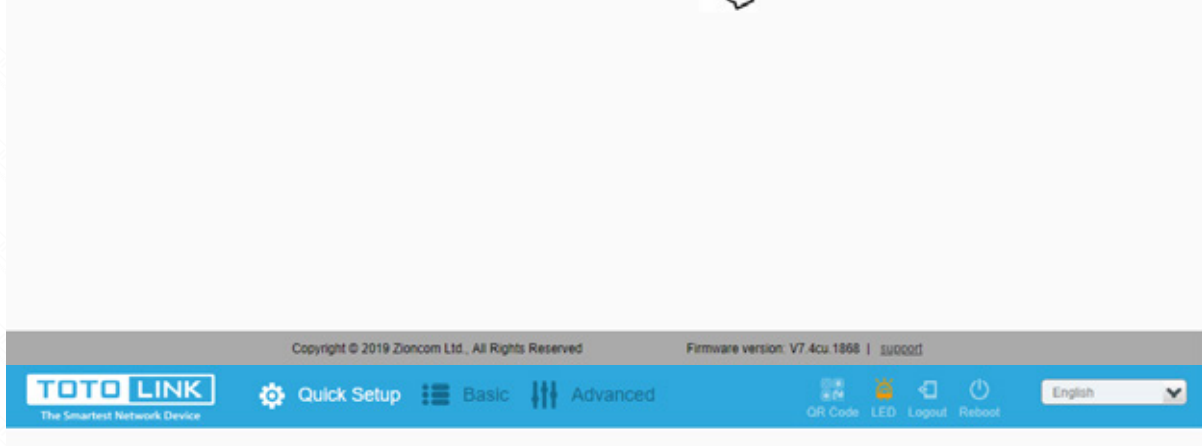 Copyright © 2019 Zioncom Ltd., All Rights Reserved Firmware version: V7.4cu.1868 | support
TOTO LINK Quick Setup Basic Advanced QR Code LED Logout Reboot English
The Smartest Network Device